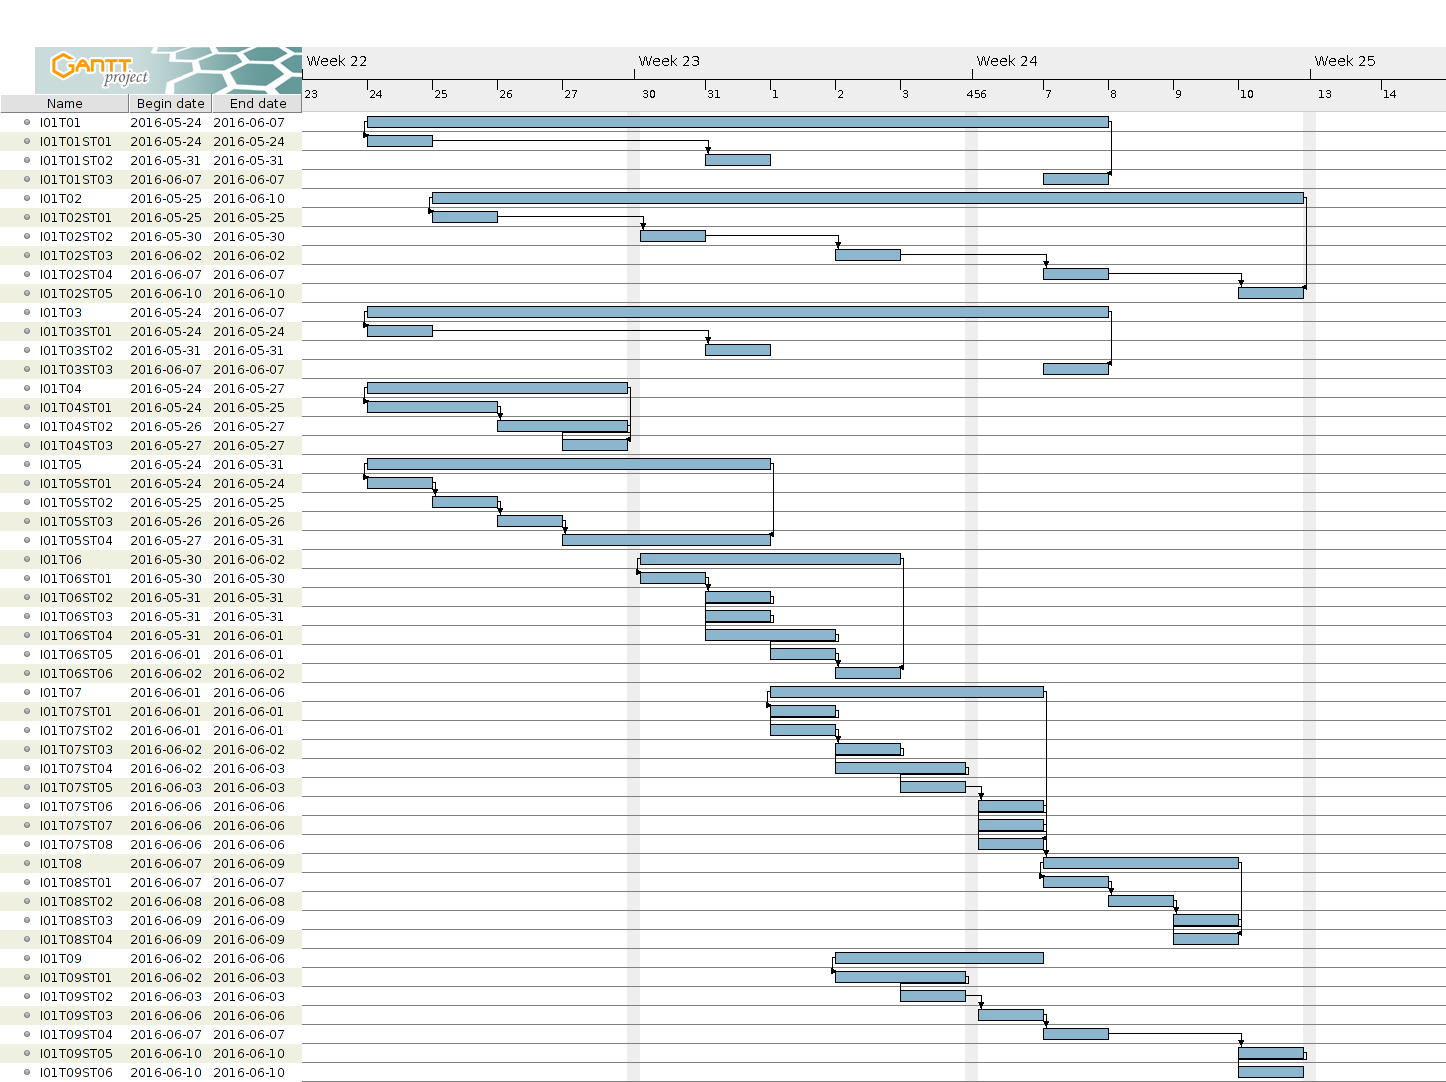 Week 22 Week 23 Week 24 Week 25
GANTT
project
23 24 25 26 27 30 31 1 2 3 456 7 8 9 10 13 14
Name Begin date End date
I01T01 2016-05-24 2016-06-07
I01T01ST01 2016-05-24 2016-05-24
I01T01ST02 2016-05-31 2016-05-31
I01T01ST03 2016-06-07 2016-06-07
I01T02 2016-05-25 2016-06-10
I01T02ST01 2016-05-25 2016-05-25
I01T02ST02 2016-05-30 2016-05-30
I01T02ST03 2016-06-02 2016-06-02
I01T02ST04 2016-06-07 2016-06-07
I01T02ST05 2016-06-10 2016-06-10
I01T03 2016-05-24 2016-06-07
I01T03ST01 2016-05-24 2016-05-24
I01T03ST02 2016-05-31 2016-05-31
I01T03ST03 2016-06-07 2016-06-07
I01T04 2016-05-24 2016-05-27
I01T04ST01 2016-05-24 2016-05-25
I01T04ST02 2016-05-26 2016-05-27
I01T04ST03 2016-05-27 2016-05-27
I01T05 2016-05-24 2016-05-31
I01T05ST01 2016-05-24 2016-05-24
I01T05ST02 2016-05-25 2016-05-25
I01T05ST03 2016-05-26 2016-05-26
I01T05ST04 2016-05-27 2016-05-31
I01T06 2016-05-30 2016-06-02
I01T06ST01 2016-05-30 2016-05-30
I01T06ST02 2016-05-31 2016-05-31
I01T06ST03 2016-05-31 2016-05-31
I01T06ST04 2016-05-31 2016-06-01
I01T06ST05 2016-06-01 2016-06-01
I01T06ST06 2016-06-02 2016-06-02
I01T07 2016-06-01 2016-06-06
I01T07ST01 2016-06-01 2016-06-01
I01T07ST02 2016-06-01 2016-06-01
I01T07ST03 2016-06-02 2016-06-02
I01T07ST04 2016-06-02 2016-06-03
I01T07ST05 2016-06-03 2016-06-03
I01T07ST06 2016-06-06 2016-06-06
I01T07ST07 2016-06-06 2016-06-06
I01T07ST08 2016-06-06 2016-06-06
I01T08 2016-06-07 2016-06-09
I01T08ST01 2016-06-07 2016-06-07
I01T08ST02 2016-06-08 2016-06-08
I01T08ST03 2016-06-09 2016-06-09
I01T08ST04 2016-06-09 2016-06-09
I01T09 2016-06-02 2016-06-06
I01T09ST01 2016-06-02 2016-06-03
I01T09ST02 2016-06-03 2016-06-03
I01T09ST03 2016-06-06 2016-06-06
I01T09ST04 2016-06-07 2016-06-07
I01T09ST05 2016-06-10 2016-06-10
I01T09ST06 2016-06-10 2016-06-10